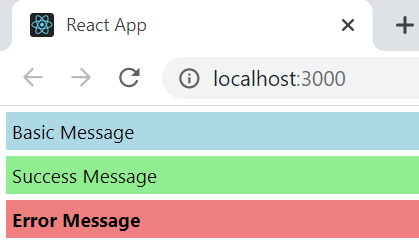 React App
localhost:3000
Basic Message
Success Message
Error Message